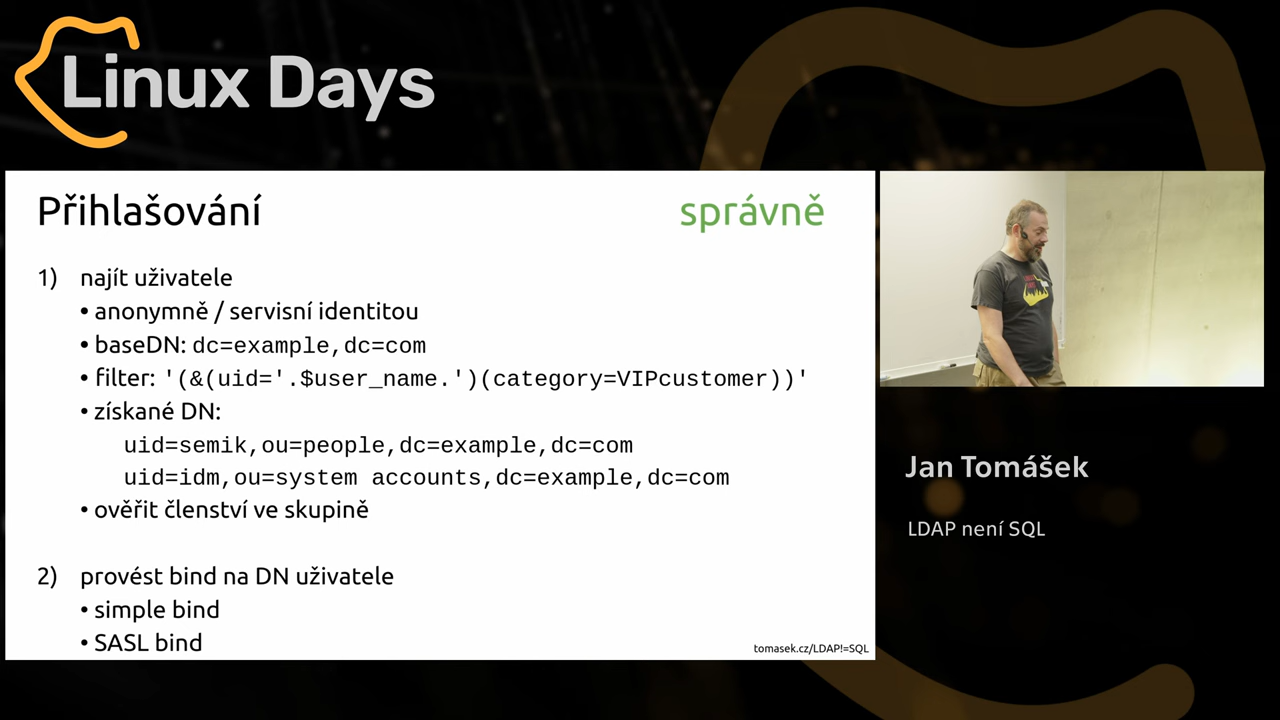 Linux Days
Přihlašování
správně
1) najít uživatele
• anonymně / servisní identitou
• baseDN: dc=example,dc=com
• filter: '(&(uid='.$user_name.')(category=VIPcustomer))'
• získané DN:
uid=semik,ou=people,dc=example,dc=com
uid=idm,ou=system accounts,dc=example,dc=com
• ověřit členství ve skupině
2) provést bind na DN uživatele
• simple bind
• SASL bind
tomasek.cz/LDAP!=SQL
Jan Tomášek
LDAP není SQL